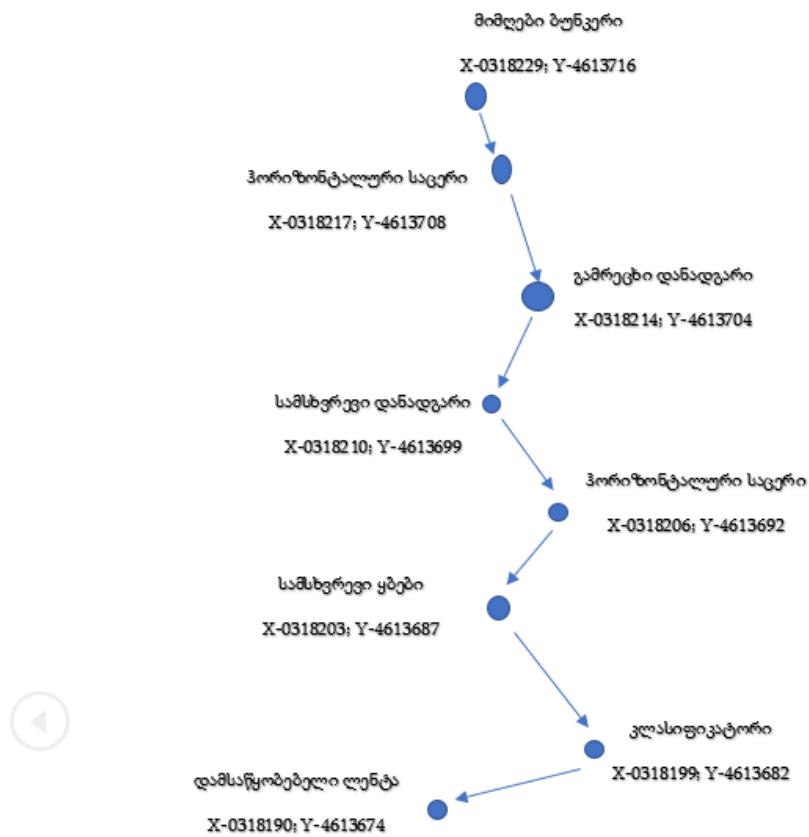 მიმღები ბუნკერი
X-0318229; Y-4613716
ჰორიზონტალური საცერი
X-0318217; Y-4613708
გამრეცხი დანადგარი
X-0318214; Y-4613704
სამსხვრევი დანადგარი
X-0318210; Y-4613699
ჰორიზონტალური საცერი
X-0318206; Y-4613692
სამსხვრევი ყბები
X-0318203; Y-4613687
კლასიფიკატორი
X-0318199; Y-4613682
დამსაწყობებელი ლენტა
X-0318190; Y-4613674